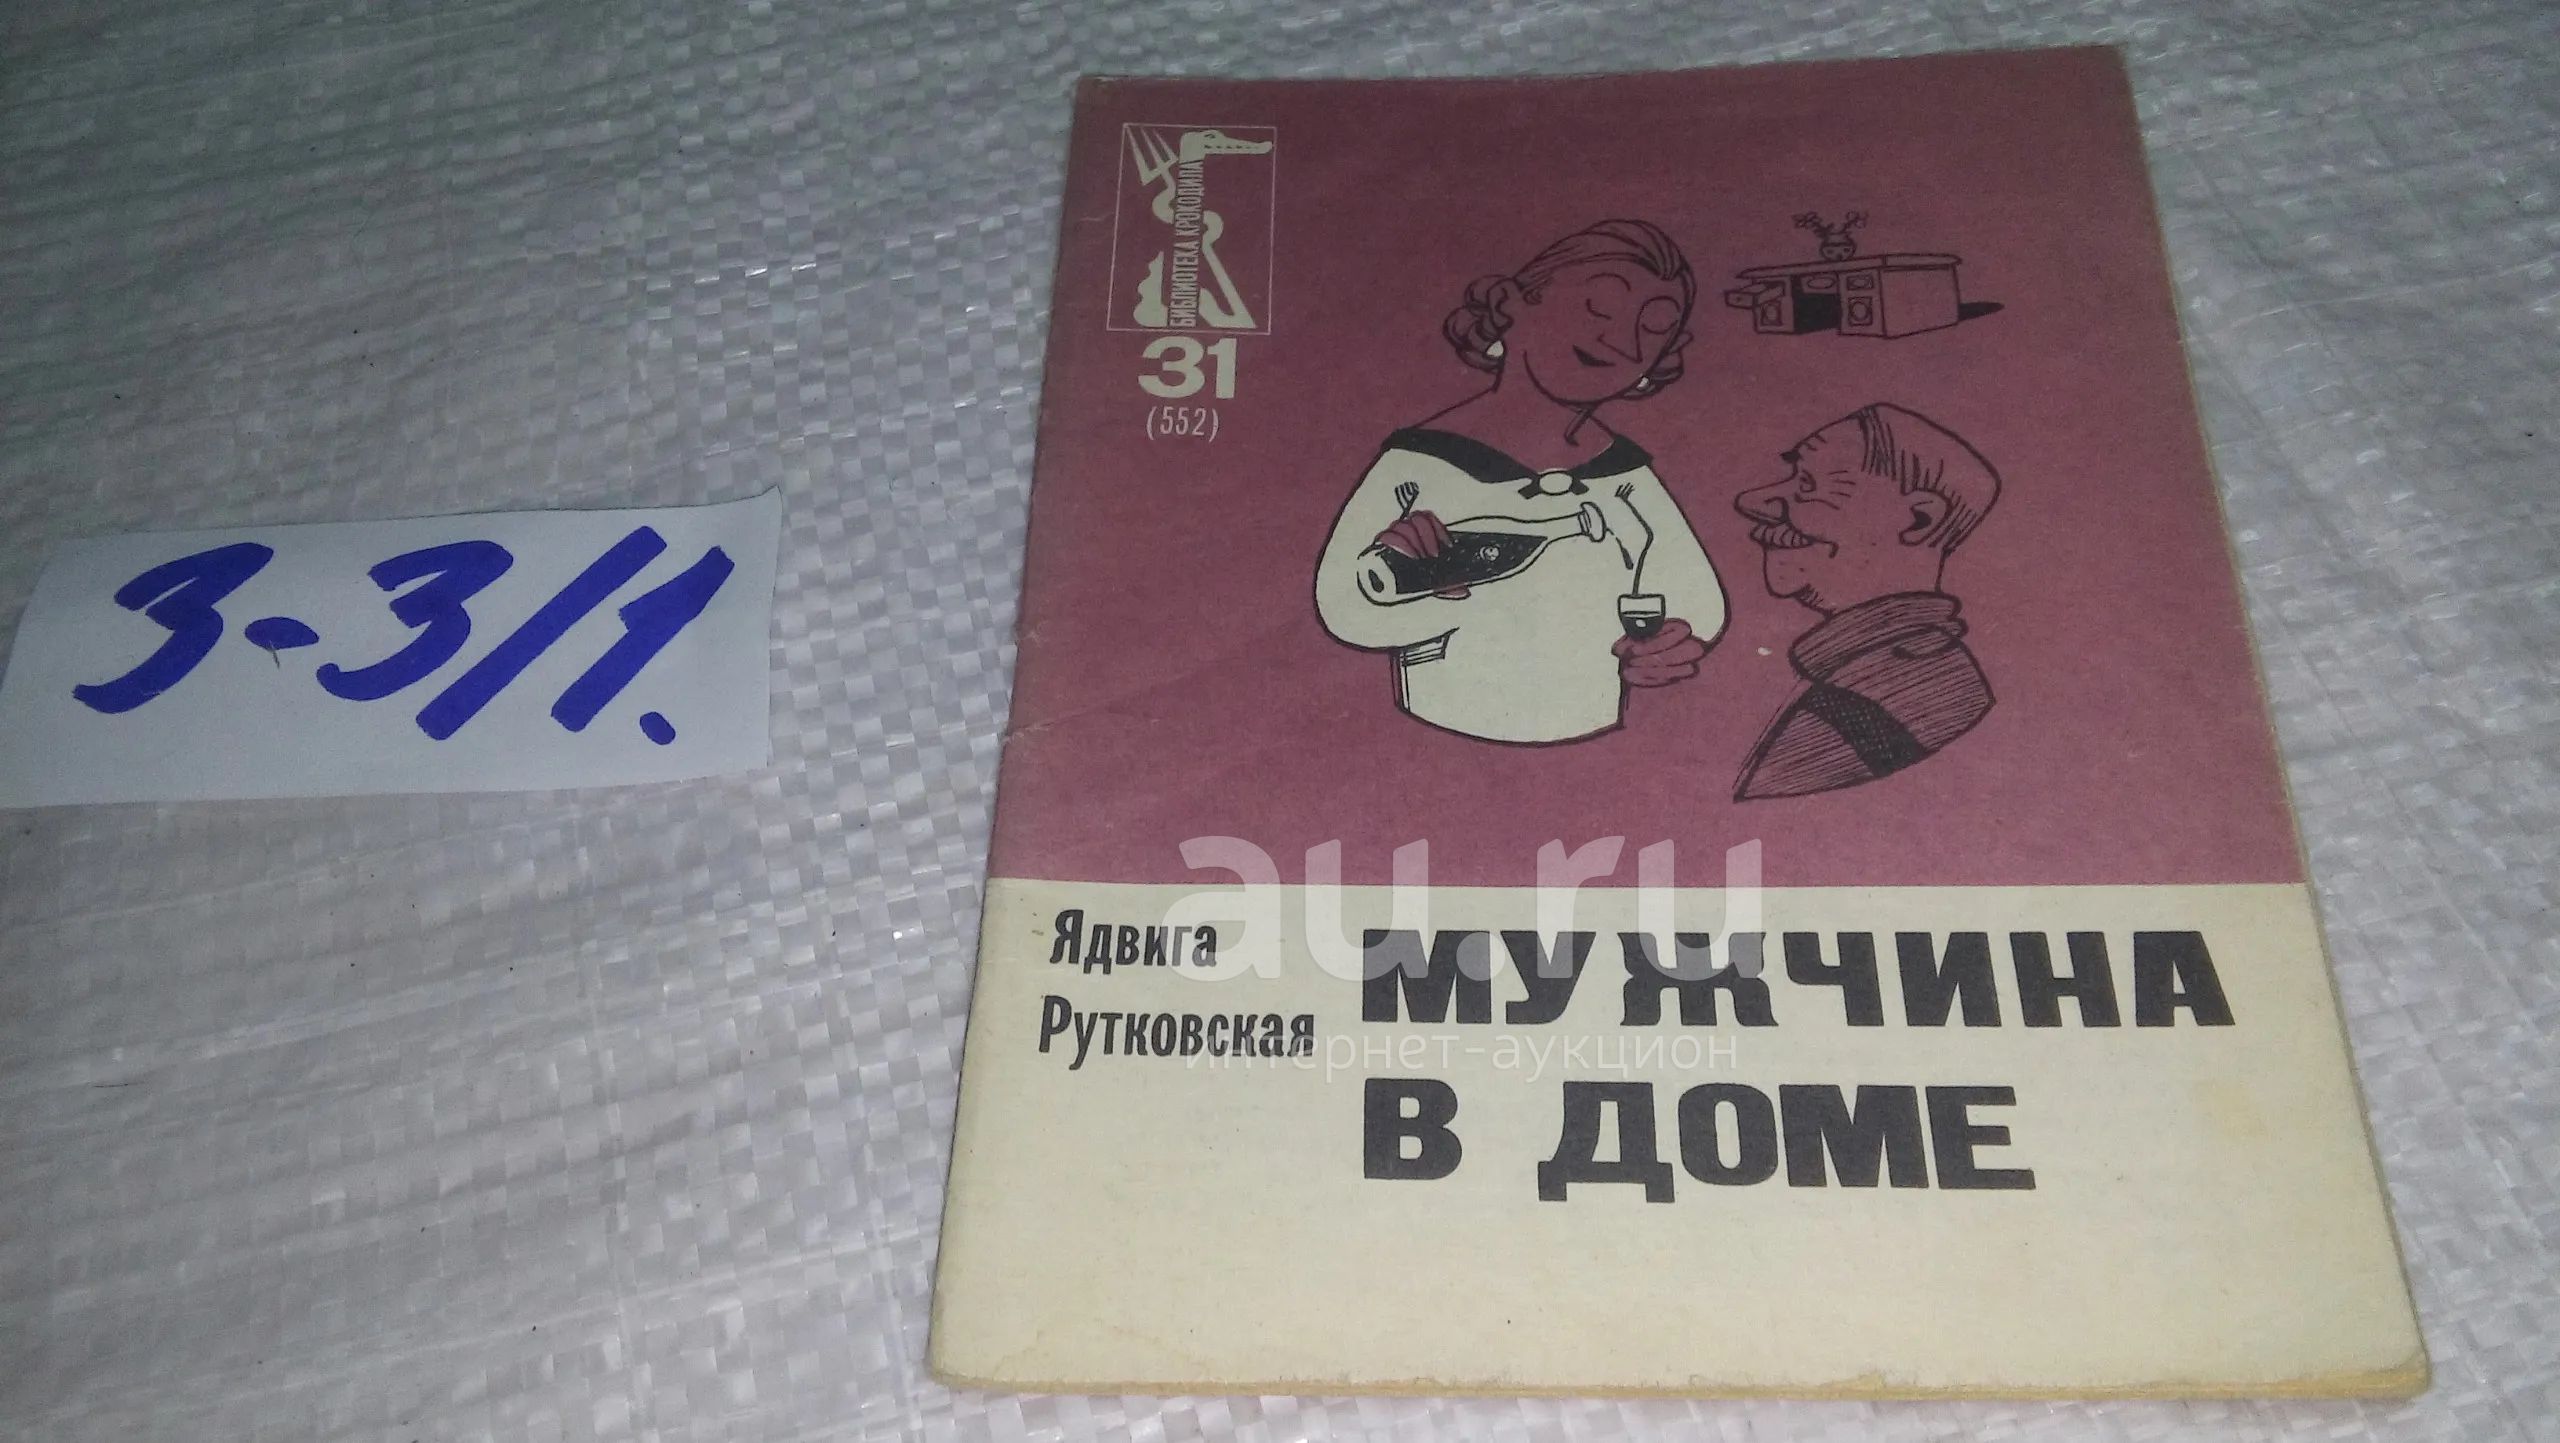 3-3/1.
БИБЛИОТЕКА КРОКОДИЛА
31
(552)
au.ru
интернет-аукцион
Ядвига
Рутковская
МУЖЧИНА
В ДОМЕ